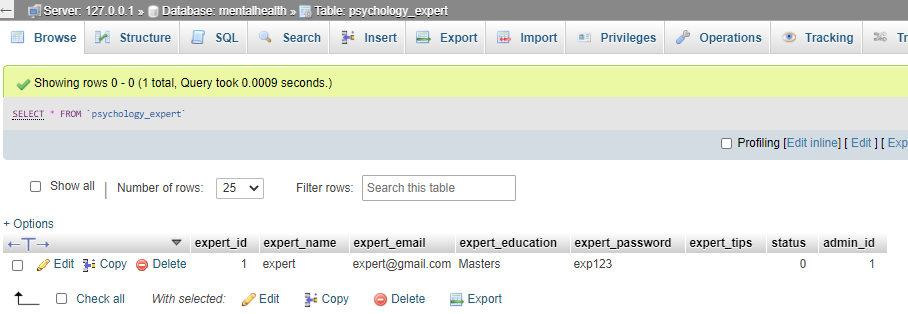 Server: 127.0.0.1 » Database: mentalhealth » Table: psychology_expert
Browse Structure SQL Search Insert Export Import Privileges Operations Tracking Tr
Showing rows 0 - 0 (1 total, Query took 0.0009 seconds.)
SELECT * FROM `psychology_expert`
Profiling [Edit inline] [ Edit ] [ Exp
Show all Number of rows: 25 Filter rows: Search this table
+ Options
←T→ expert_id expert_name expert_email expert_education expert_password expert_tips status admin_id
Edit Copy Delete 1 expert expert@gmail.com Masters exp123 0 1
Check all With selected: Edit Copy Delete Export